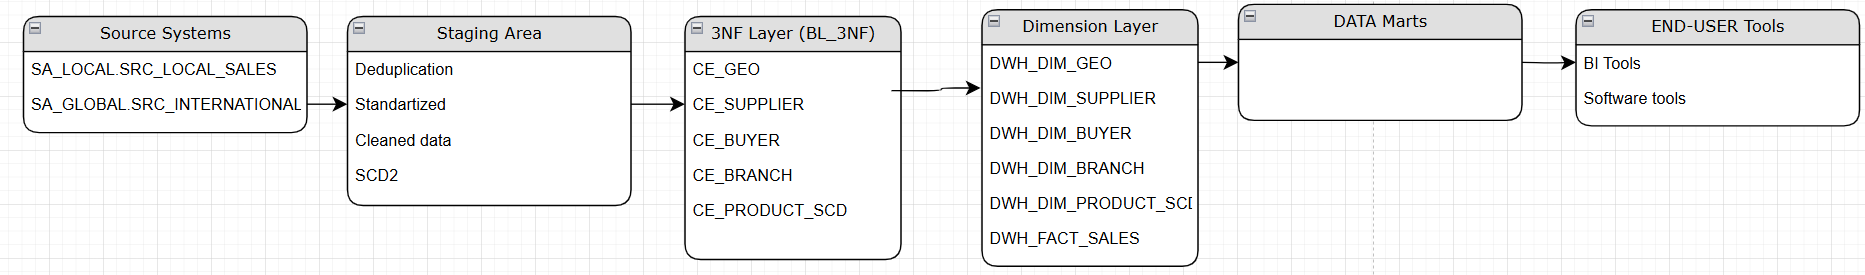 Source Systems
SA_LOCAL.SRC_LOCAL_SALES
SA_GLOBAL.SRC_INTERNATIONAL
Staging Area
Deduplication
Standartized
Cleaned data
SCD2
3NF Layer (BL_3NF)
CE_GEO
CE_SUPPLIER
CE_BUYER
CE_BRANCH
CE_PRODUCT_SCD
Dimension Layer
DWH_DIM_GEO
DWH_DIM_SUPPLIER
DWH_DIM_BUYER
DWH_DIM_BRANCH
DWH_DIM_PRODUCT_SCD
DWH_FACT_SALES
DATA Marts
END-USER Tools
BI Tools
Software tools